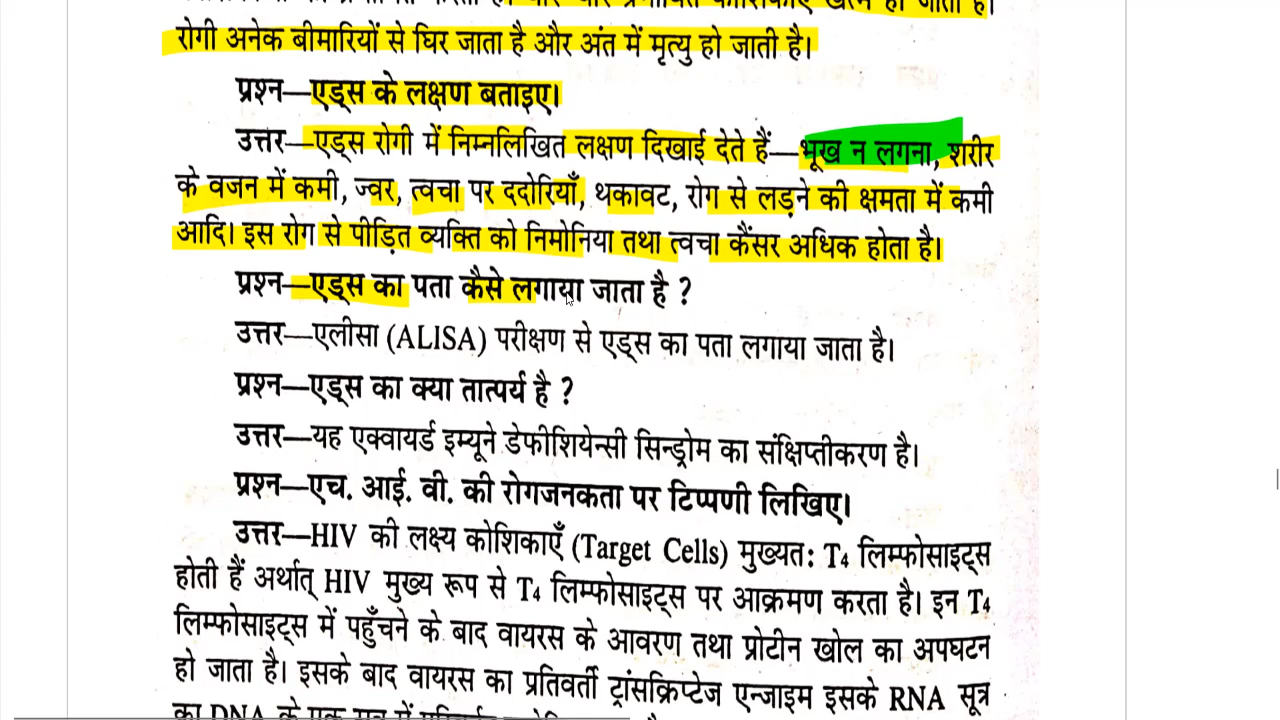 रोगी अनेक बीमारियों से घिर जाता है और अंत में मृत्यु हो जाती है।
प्रश्न—एड्स के लक्षण बताइए।
उत्तर—एड्स रोगी में निम्नलिखित लक्षण दिखाई देते हैं—भूख न लगना, शरीर
के वजन में कमी, ज्वर, त्वचा पर ददोरियाँ, थकावट, रोग से लड़ने की क्षमता में कमी
आदि। इस रोग से पीड़ित व्यक्ति को निमोनिया तथा त्वचा कैंसर अधिक होता है।
प्रश्न—एड्स का पता कैसे लगाया जाता है ?
उत्तर—एलीसा (ALISA) परीक्षण से एड्स का पता लगाया जाता है।
प्रश्न—एड्स का क्या तात्पर्य है ?
उत्तर—यह एक्वायर्ड इम्यूने डेफीशियेन्सी सिन्ड्रोम का संक्षिप्तीकरण है।
प्रश्न—एच. आई. वी. की रोगजनकता पर टिप्पणी लिखिए।
उत्तर—HIV की लक्ष्य कोशिकाएँ (Target Cells) मुख्यतः T₄ लिम्फोसाइट्स
होती हैं अर्थात् HIV मुख्य रूप से T₄ लिम्फोसाइट्स पर आक्रमण करता है। इन T₄
लिम्फोसाइट्स में पहुँचने के बाद वायरस के आवरण तथा प्रोटीन खोल का अपघटन
हो जाता है। इसके बाद वायरस का प्रतिवर्ती ट्रांसक्रिप्टेज एन्जाइम इसके RNA सूत्र